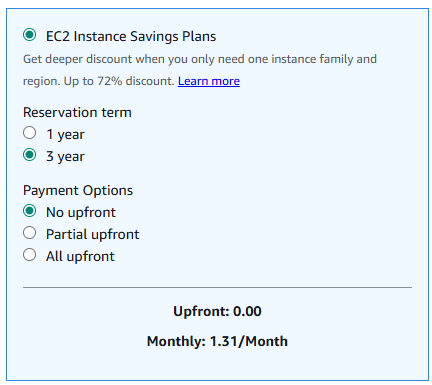 EC2 Instance Savings Plans
Get deeper discount when you only need one instance family and
region. Up to 72% discount. Learn more
Reservation term
1 year
3 year
Payment Options
No upfront
Partial upfront
All upfront
Upfront: 0.00
Monthly: 1.31/Month